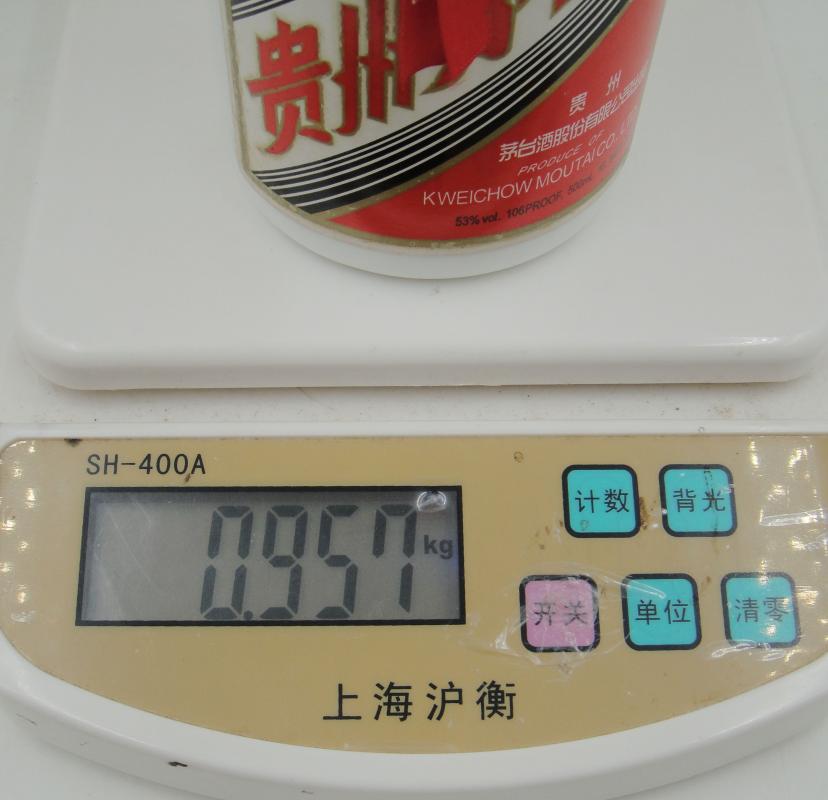 贵州
贵州
茅台酒股份有限公司
PRODUCE OF
KWEICHOW MOUTAI CO.
53% vol. 106PROOF, 500mL
SH-400A
0.957 kg
计数 背光
开关 单位 清零
上海沪衡